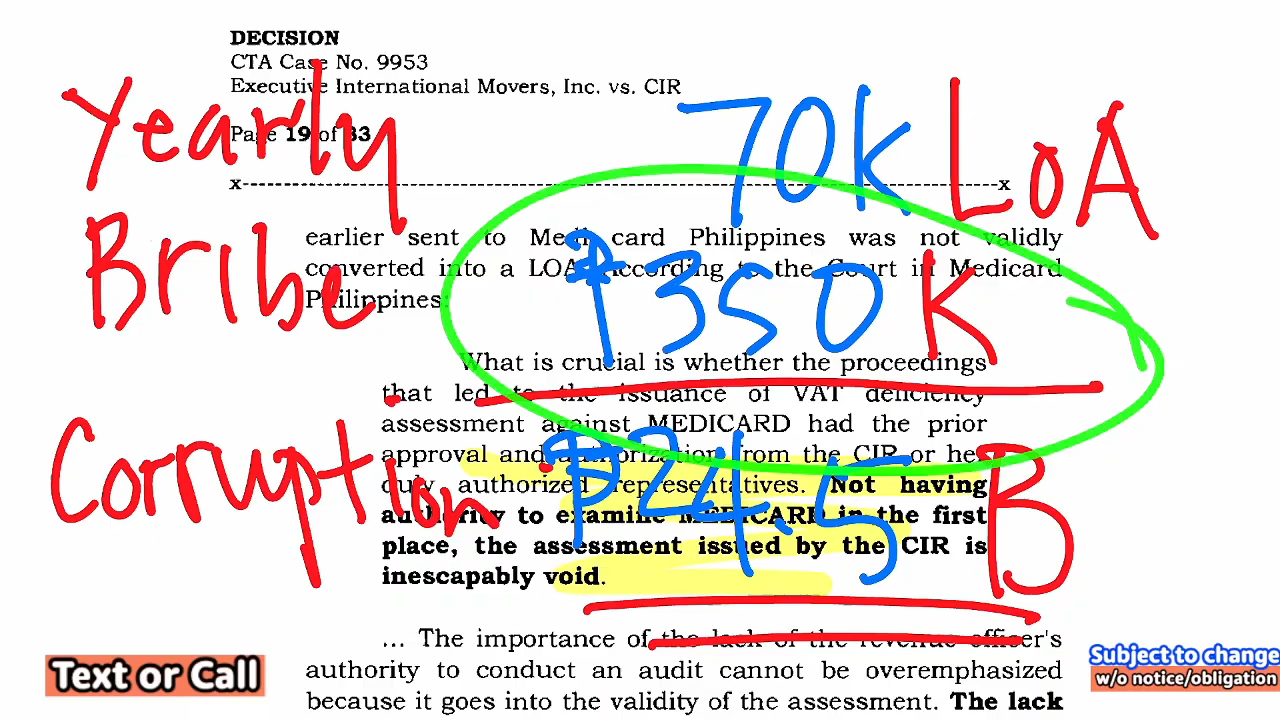 DECISION
CTA Case No. 9953
Executive International Movers, Inc. vs. CIR
Page 19 of 33
x------------------------------------------------------------x
Yearly
Bribe
Corruption
70K LOA
₱350K
₱24.5B
earlier sent to Medicard Philippines was not validly
converted into a LOA. According to the Court in Medicard
Philippines:
What is crucial is whether the proceedings
that led to the issuance of VAT deficiency
assessment against MEDICARD had the prior
approval and authorization from the CIR or her
duly authorized representatives. Not having
authority to examine MEDICARD in the first
place, the assessment issued by the CIR is
inescapably void.
... The importance of the lack of the revenue officer's
authority to conduct an audit cannot be overemphasized
because it goes into the validity of the assessment. The lack
Text or Call
Subject to change
w/o notice/obligation